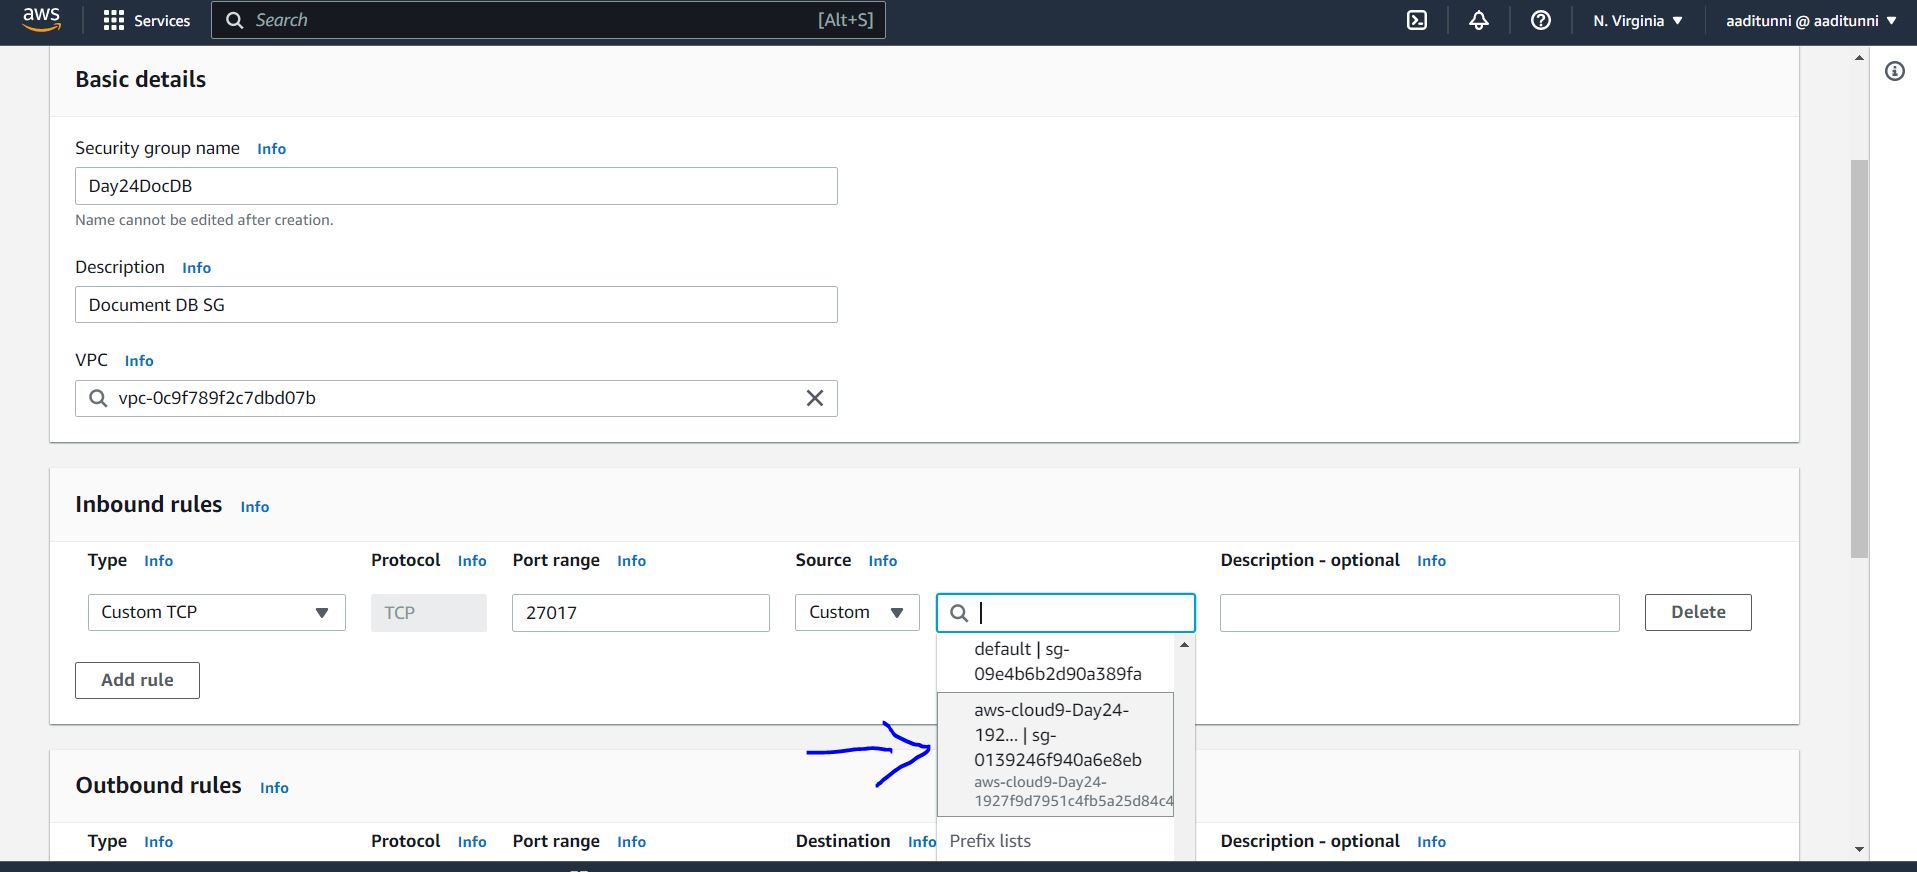 aws
Services
Search
[Alt+S]
N. Virginia
aaditunni @ aaditunni
Basic details
Security group name Info
Day24DocDB
Name cannot be edited after creation.
Description Info
Document DB SG
VPC Info
vpc-0c9f789f2c7dbd07b
Inbound rules Info
Type Info Protocol Info Port range Info Source Info Description - optional Info
Custom TCP TCP 27017 Custom Delete
default | sg-
09e4b6b2d90a389fa
Add rule
aws-cloud9-Day24-
192... | sg-
0139246f940a6e8eb
aws-cloud9-Day24-
1927f9d7951c4fb5a25d84c4
Outbound rules Info
Type Info Protocol Info Port range Info Destination Info Description - optional Info
Prefix lists